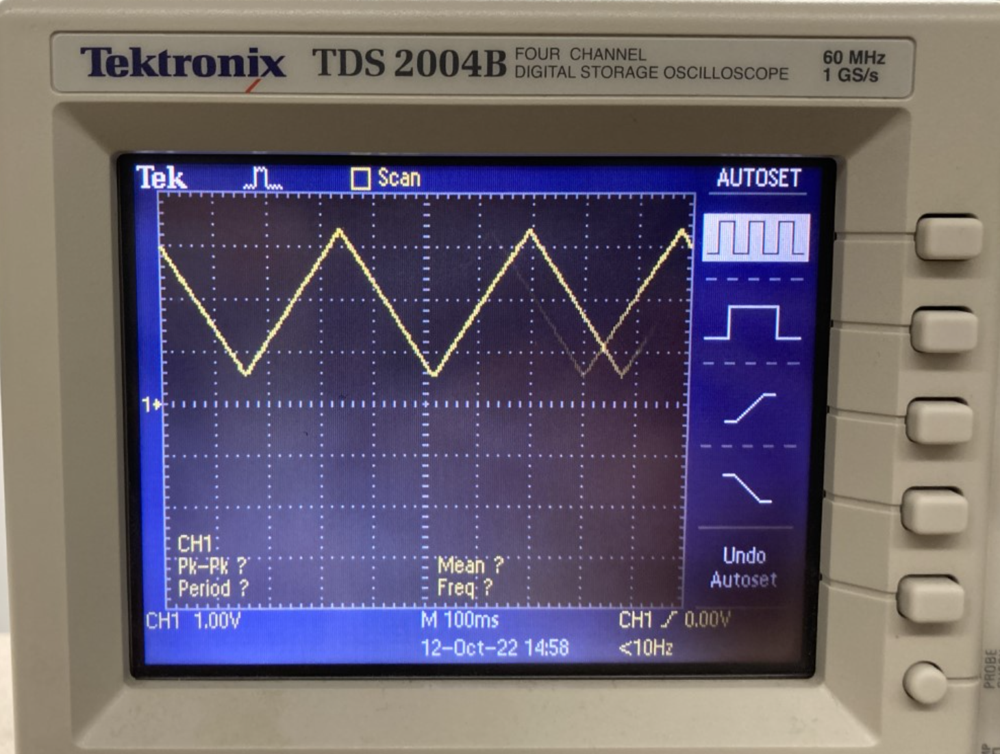 Tektronix TDS 2004B FOUR CHANNEL DIGITAL STORAGE OSCILLOSCOPE 60 MHz 1 GS/s
Tek Scan AUTOSET
1
CH1
Pk-Pk ? Mean ?
Period ? Freq ?
Undo
Autoset
CH1 1.00V M 100ms CH1 0.00V
12-Oct-22 14:58 <10Hz
PROBE